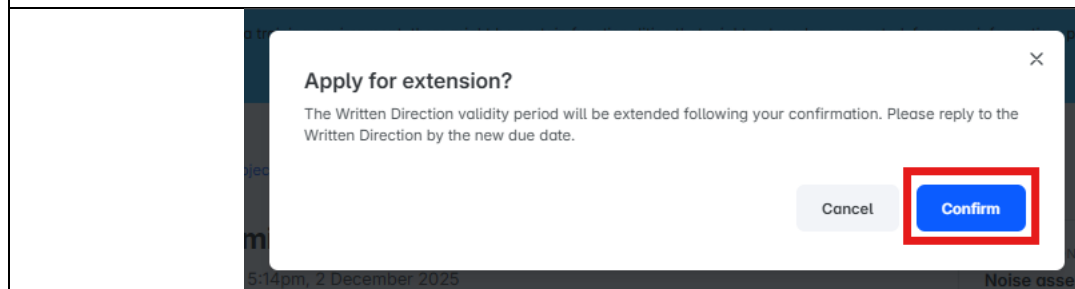 Apply for extension?
The Written Direction validity period will be extended following your confirmation. Please reply to the
Written Direction by the new due date.
Cancel
Confirm
5:14pm, 2 December 2025
Noise